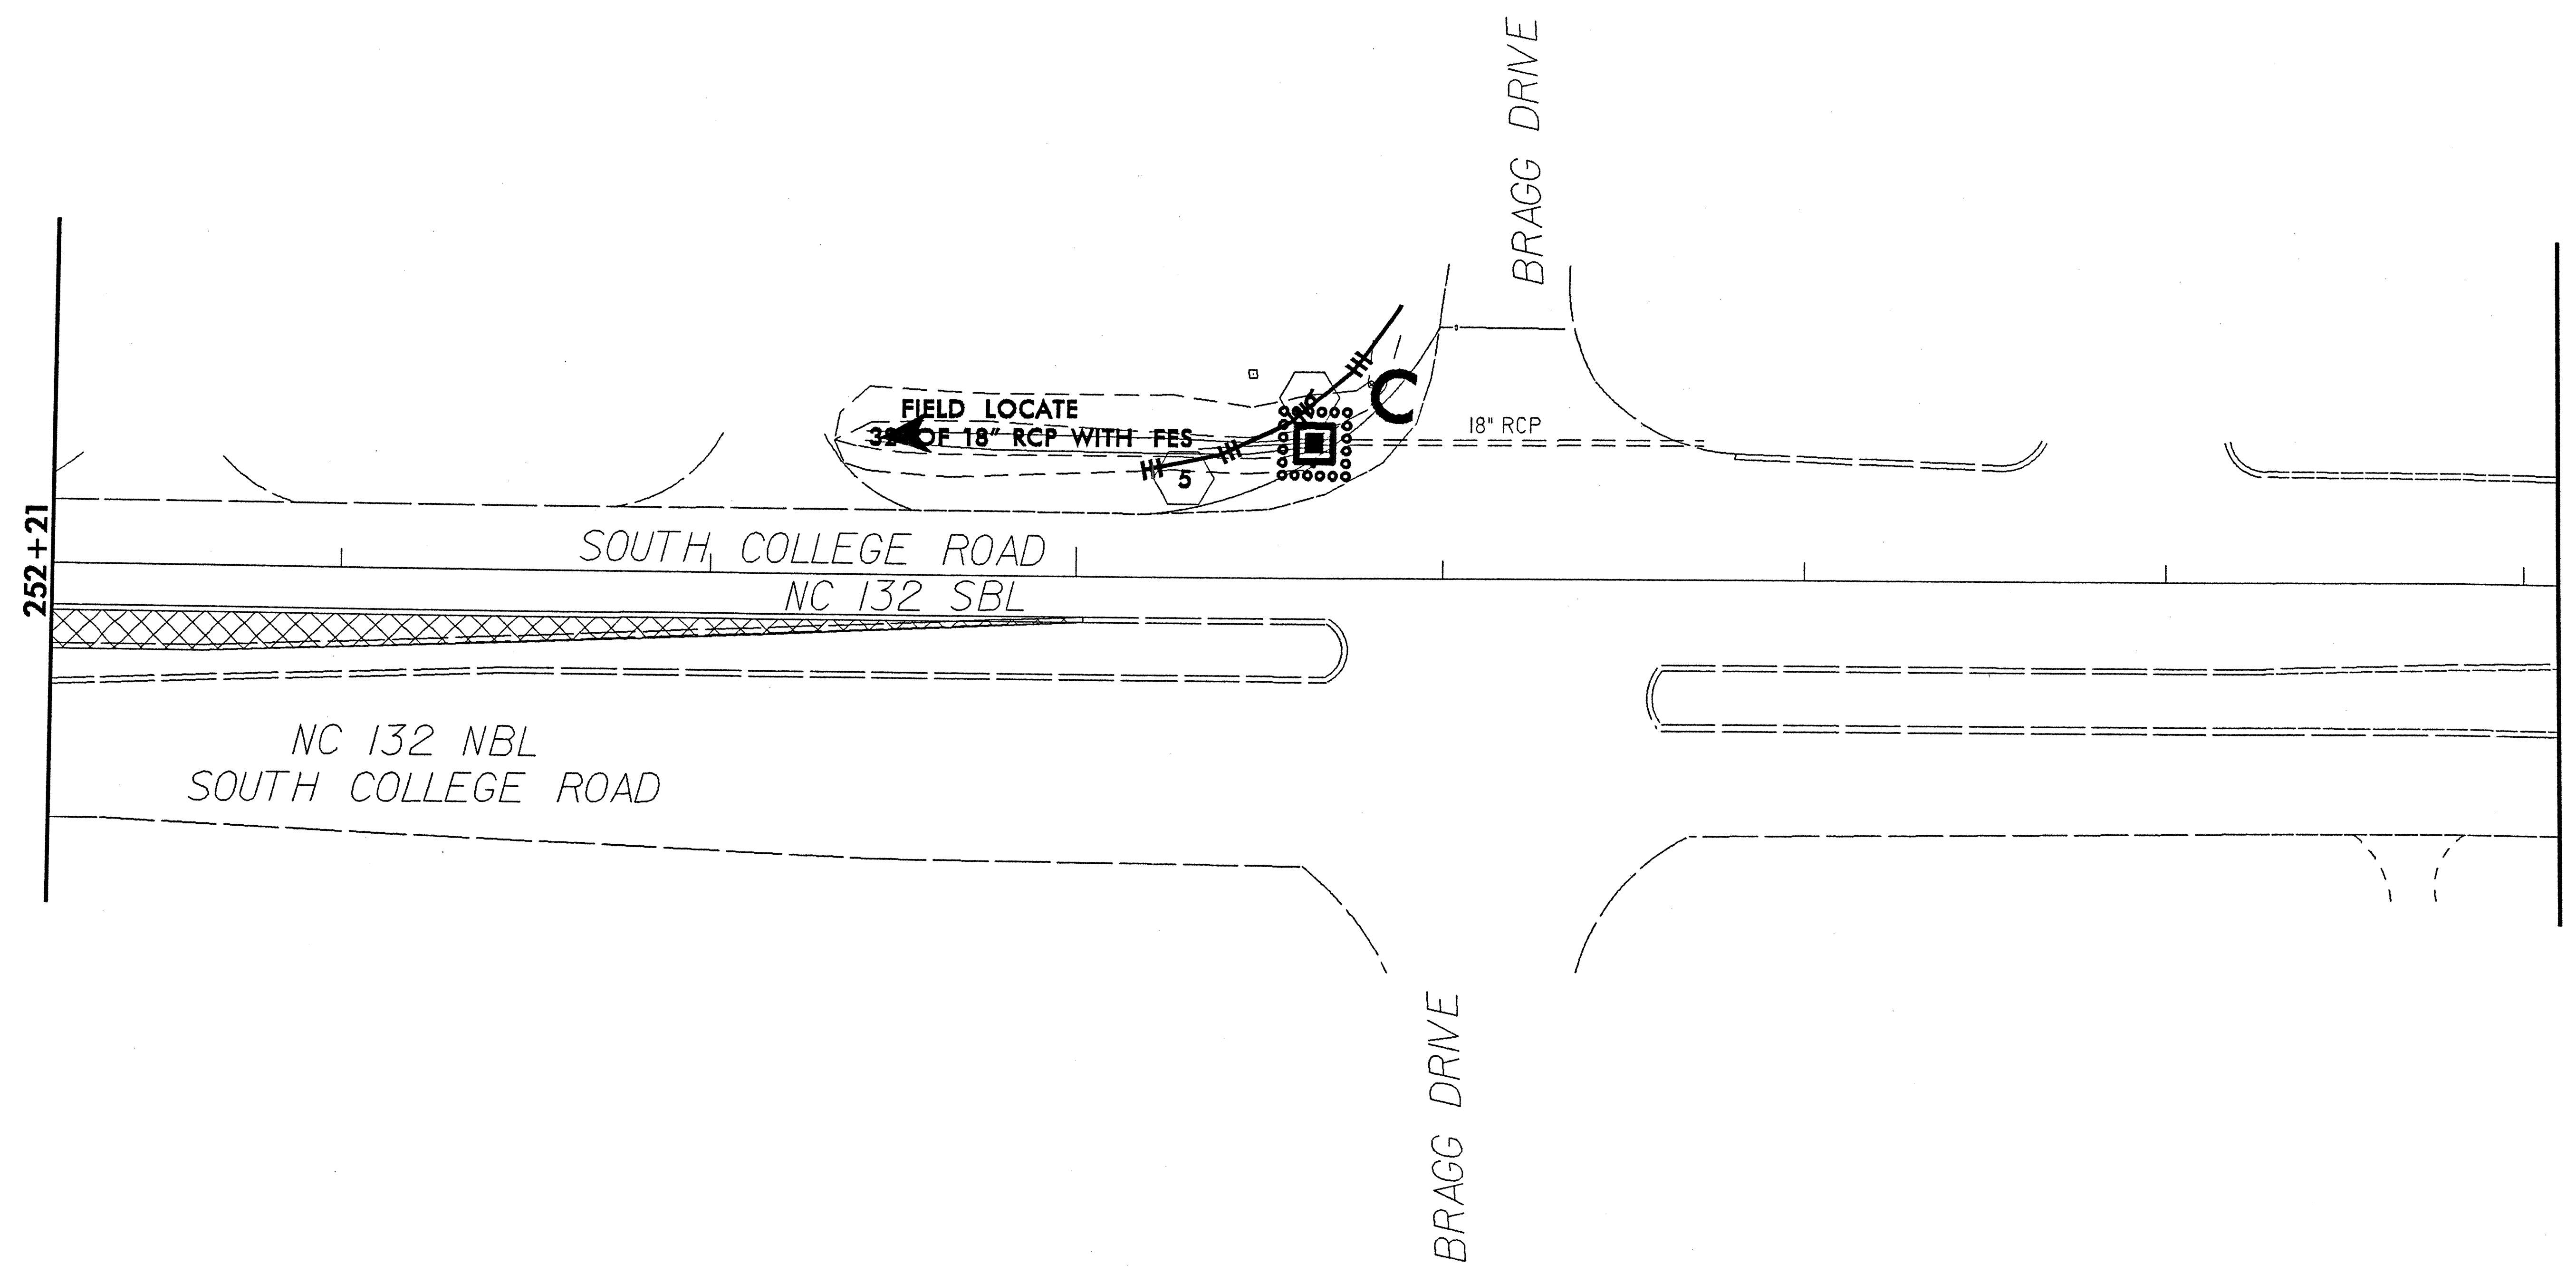 BRAGG DRIVE
FIELD LOCATE
OF 18" RCP WITH FES
C
18" RCP
5
252+21
SOUTH COLLEGE ROAD
NC 132 SBL
NC 132 NBL
SOUTH COLLEGE ROAD
BRAGG DRIVE